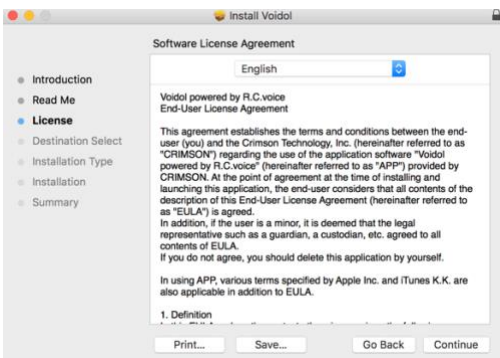 Install Voidol
Software License Agreement
English
Introduction
Read Me
License
Destination Select
Installation Type
Installation
Summary
Voidol powered by R.C.voice
End-User License Agreement
This agreement establishes the terms and conditions between the end-
user (you) and the Crimson Technology, Inc. (hereinafter referred to as
"CRIMSON") regarding the use of the application software "Voidol
powered by R.C.voice" (hereinafter referred to as "APP") provided by
CRIMSON. At the point of agreement at the time of installing and
launching this application, the end-user considers that all contents of the
description of this End-User License Agreement (hereinafter referred to
as "EULA") is agreed.
In addition, if the user is a minor, it is deemed that the legal
representative such as a guardian, a custodian, etc. agreed to all
contents of EULA.
If you do not agree, you should delete this application by yourself.
In using APP, various terms specified by Apple Inc. and iTunes K.K. are
also applicable in addition to EULA.
1. Definition
Print...
Save...
Go Back
Continue